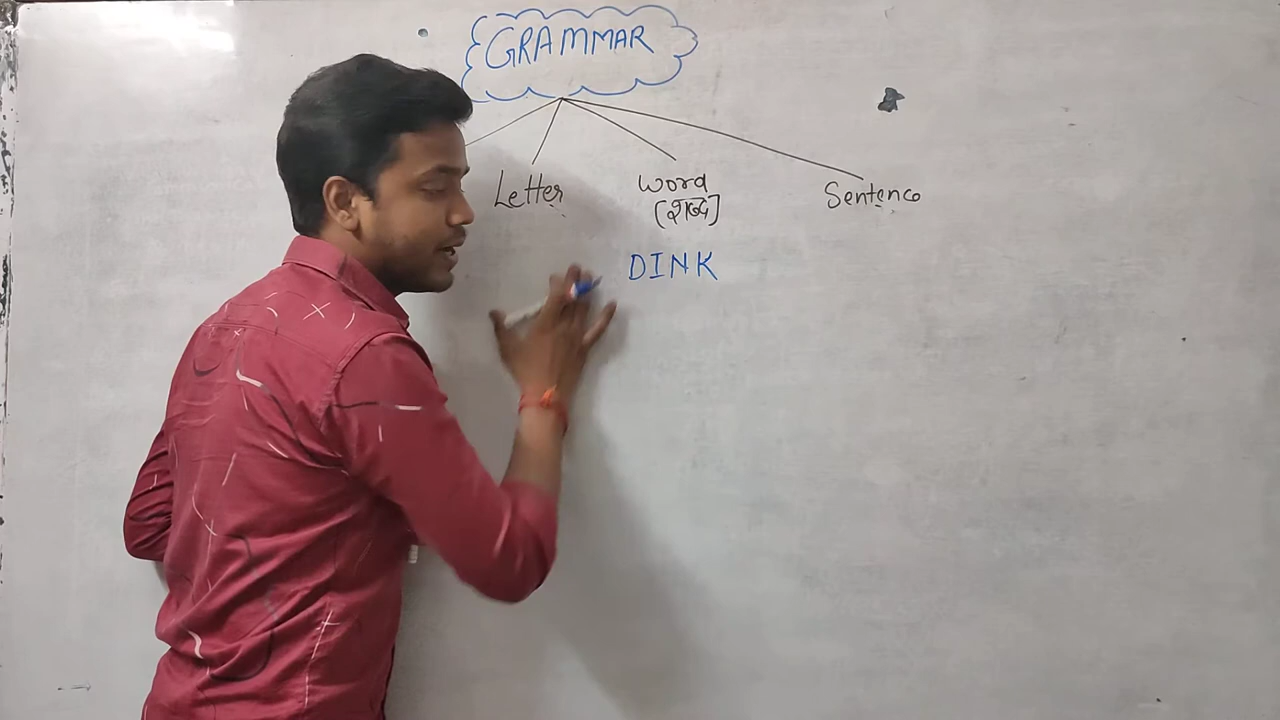 GRAMMAR
Letter
Word
[शब्द]
Sentence
DINK